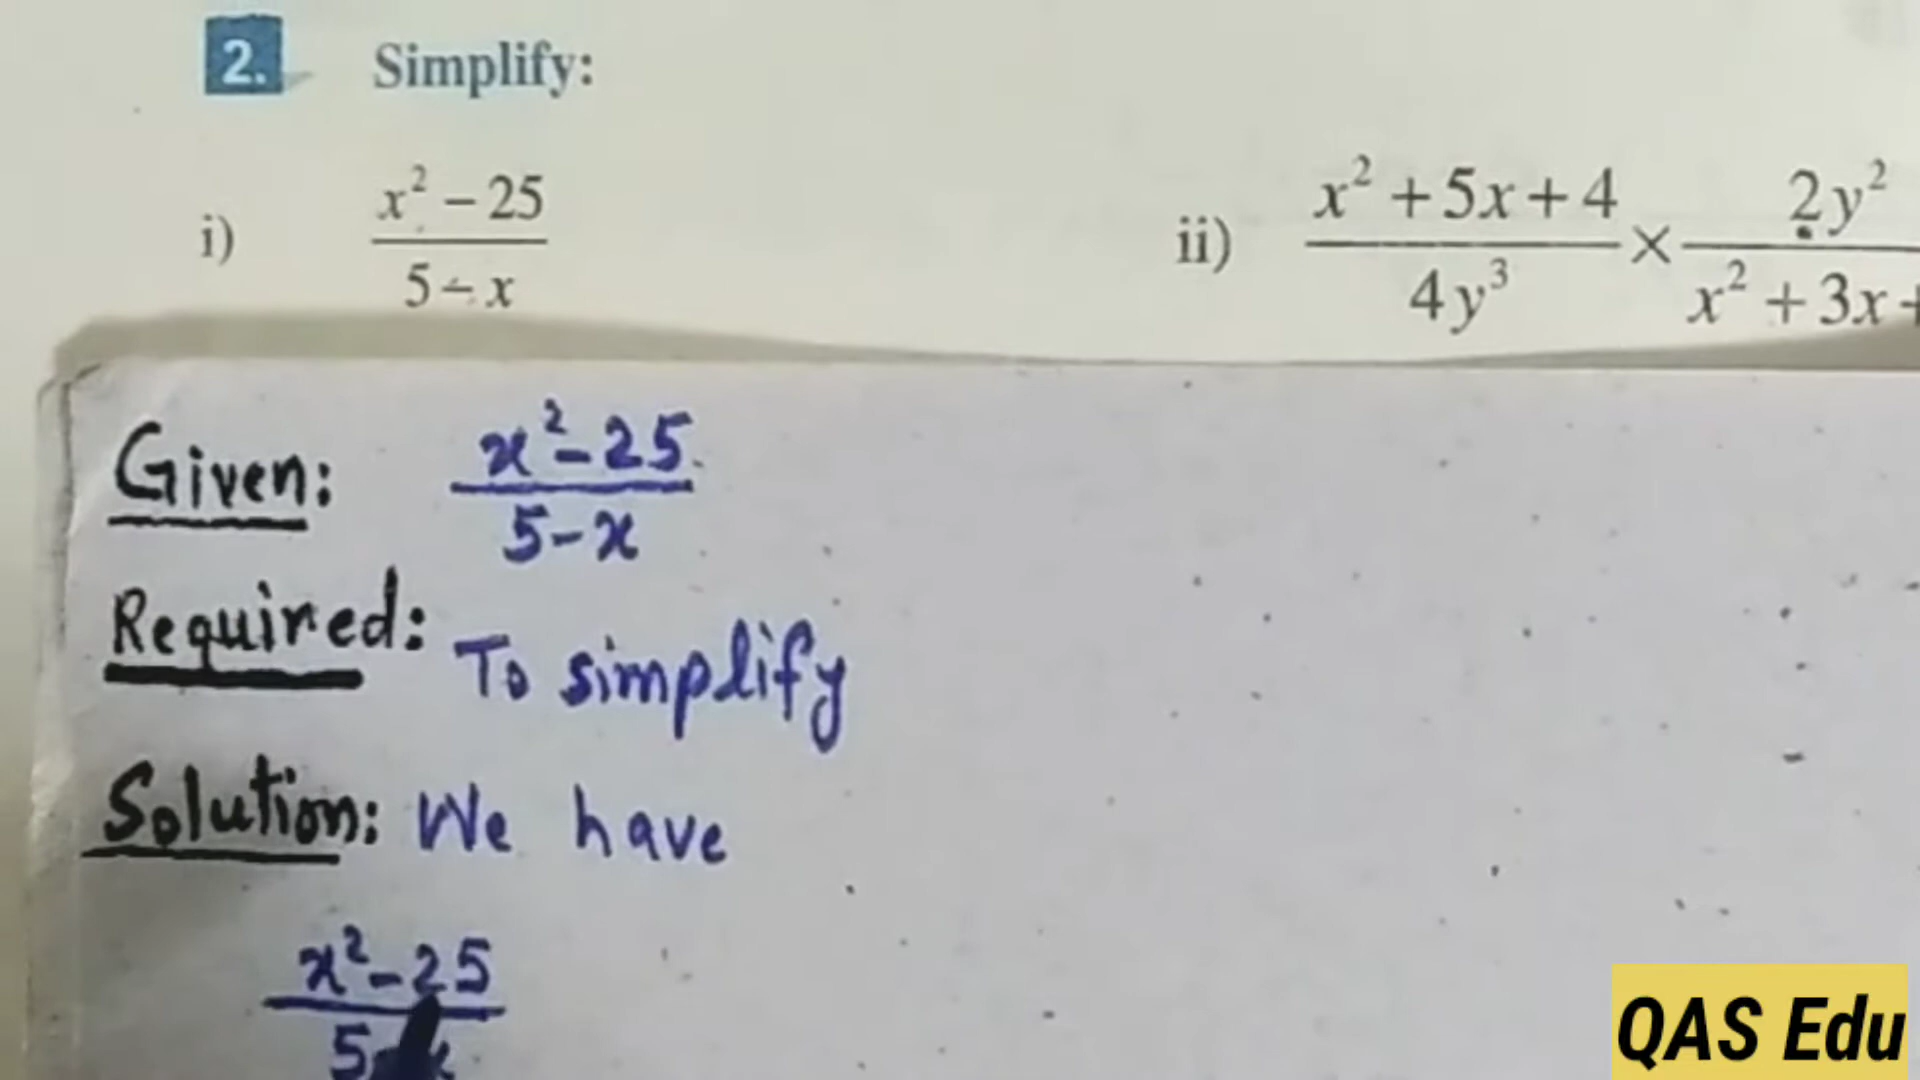 2. Simplify:
i) x² – 25 / 5 – x
ii) x² + 5x + 4 / 4y³ × 2y² / x² + 3x +
Given: x² – 25 / 5 – x
Required: To simplify
Solution: We have
x² – 25 / 5 – x
QAS Edu